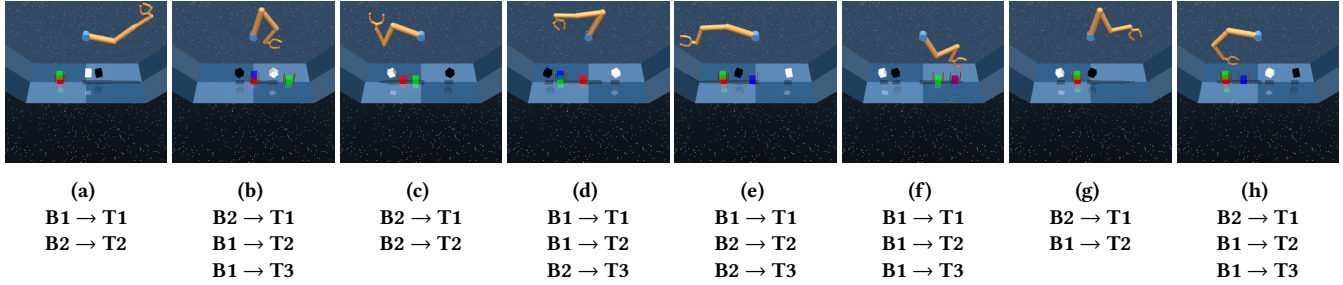 (a)
B1 → T1
B2 → T2
(b)
B2 → T1
B1 → T2
B1 → T3
(c)
B2 → T1
B2 → T2
(d)
B1 → T1
B1 → T2
B2 → T3
(e)
B1 → T1
B2 → T2
B2 → T3
(f)
B1 → T1
B1 → T2
B1 → T3
(g)
B2 → T1
B1 → T2
(h)
B2 → T1
B1 → T2
B1 → T3